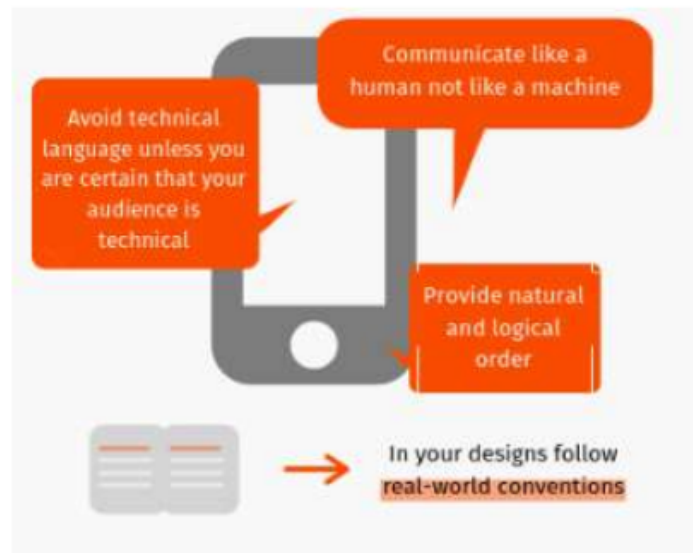 Communicate like a
human not like a machine
Avoid technical
language unless you
are certain that your
audience is
technical
Provide natural
and logical
order
In your designs follow
real-world conventions